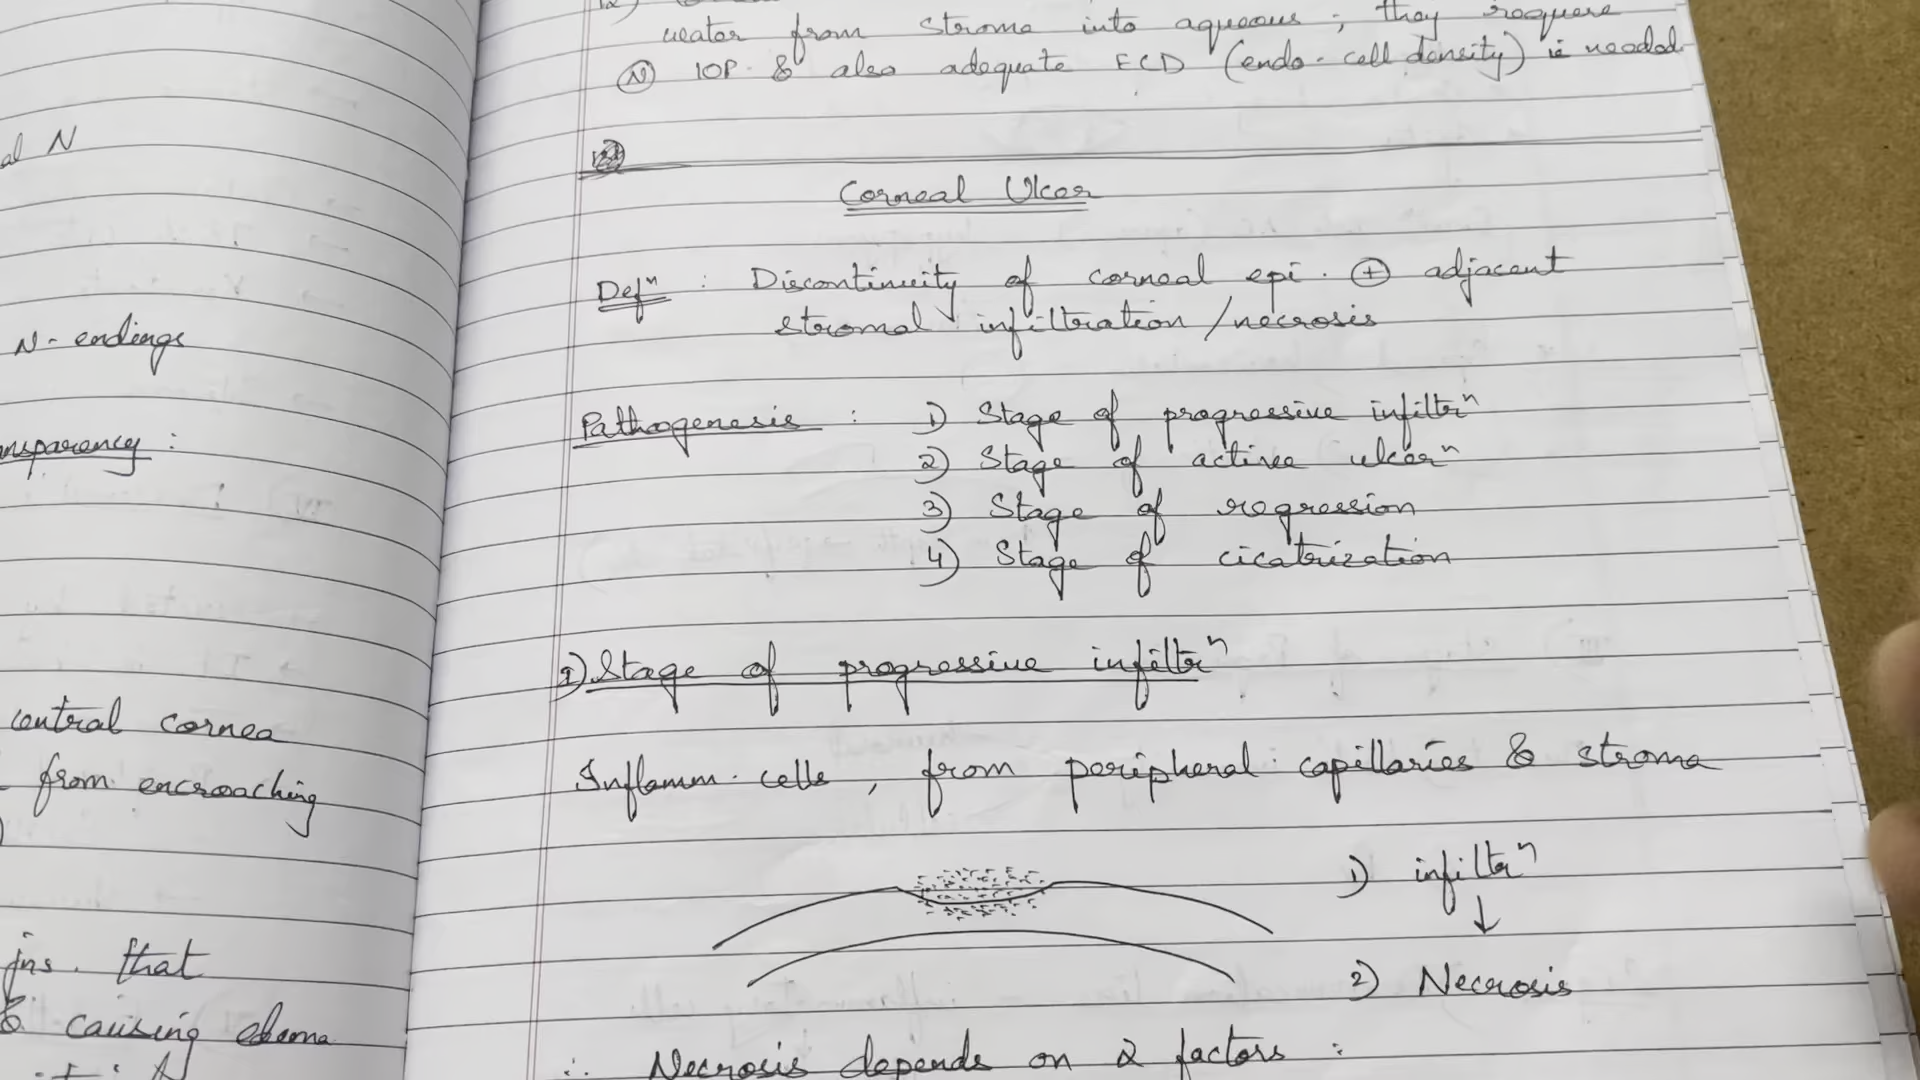 al N
N- endings
ansparency :
central cornea
from encroaching
fns. that
& causing edema
water from stroma into aqueous ; they requere
Ⓝ IOP. & also adequate ECD (endo- cell density) is needed
Corneal Ulcer
Defⁿ : Discontinuity of corneal epi. ⊕ adjacent
stromal infiltration / necrosis
Pathogenesis : 1) Stage of progressive infiltrⁿ
2) Stage of active ulcerⁿ
3) Stage of regression
4) Stage of cicatrization
1) Stage of progressive infiltrⁿ
Inflamm. cells , from peripheral capillaries & stroma
1) infiltrⁿ
↓
2) Necrosis
∴ Necrosis depends on 2 factors :